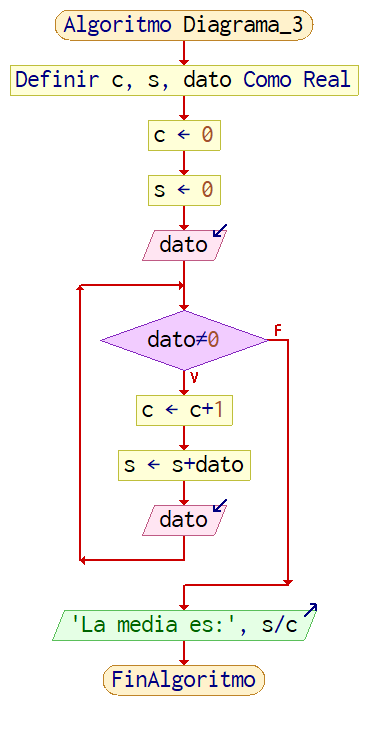 Algoritmo Diagrama_3
Definir c, s, dato Como Real
c ← 0
s ← 0
dato
dato≠0
F
V
c ← c+1
s ← s+dato
dato
'La media es:', s/c
FinAlgoritmo